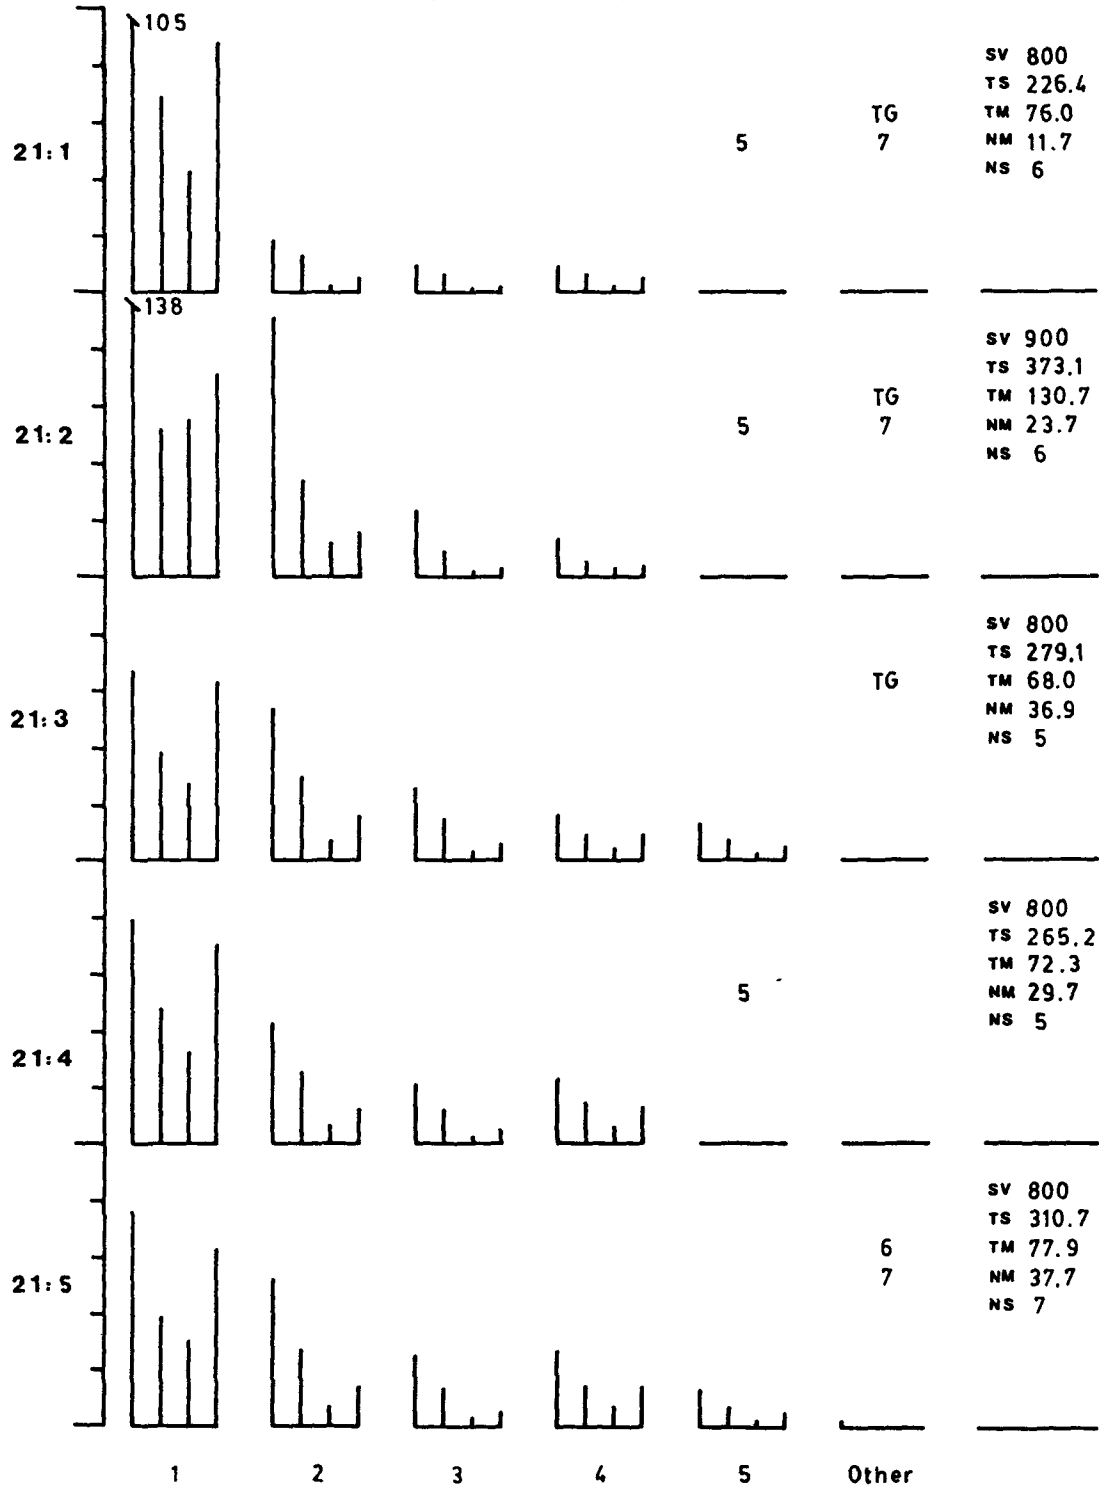 105
SV 800
TS 226.4
TG
TM 76.0
21:1
5
7
NM 11.7
NS 6
138
SV 900
TS 373.1
TG
TM 130.7
21:2
5
7
NM 23.7
NS 6
SV 800
TS 279.1
TG
TM 68.0
21:3
NM 36.9
NS 5
SV 800
TS 265.2
TM 72.3
5
NM 29.7
NS 5
21:4
SV 800
TS 310.7
6
TM 77.9
21:5
7
NM 37.7
NS 7
1 2 3 4 5 Other